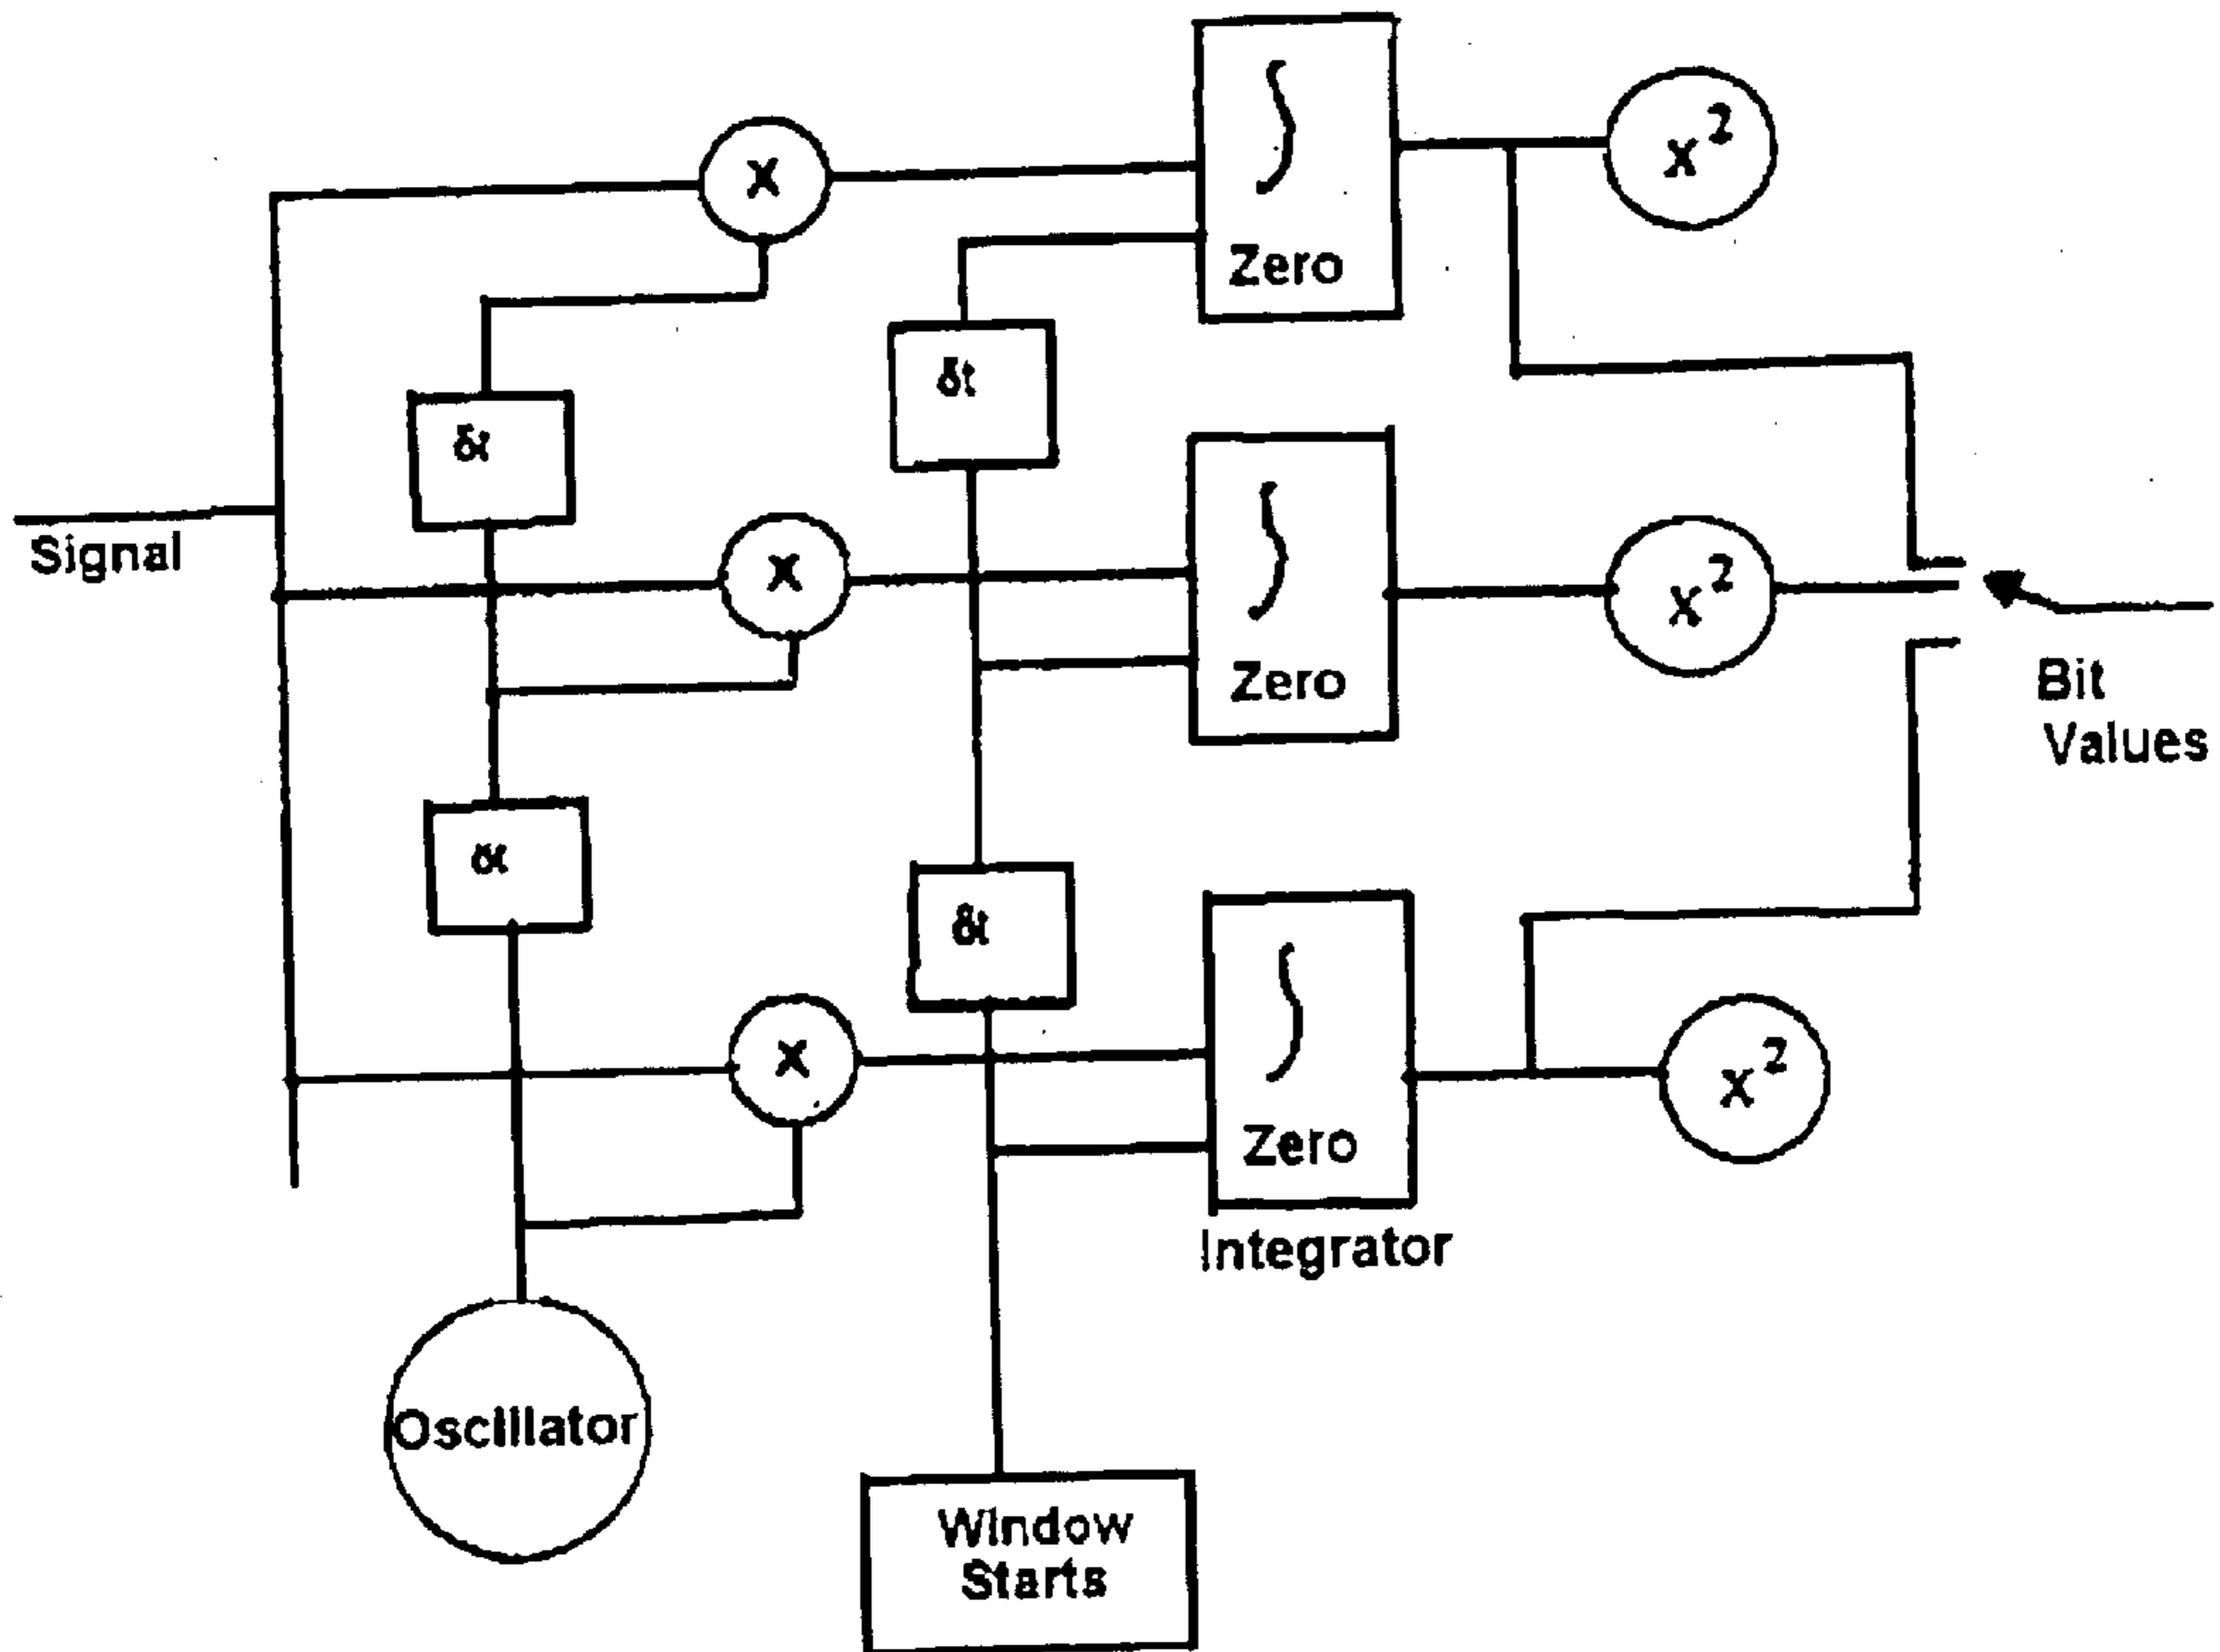 ∫
x²
x
Zero
δt
δt
Signal
x
∫
x²
Zero
Bit
Values
δt
δt
∫
x
x²
Zero
Integrator
Oscillator
Window
Starts